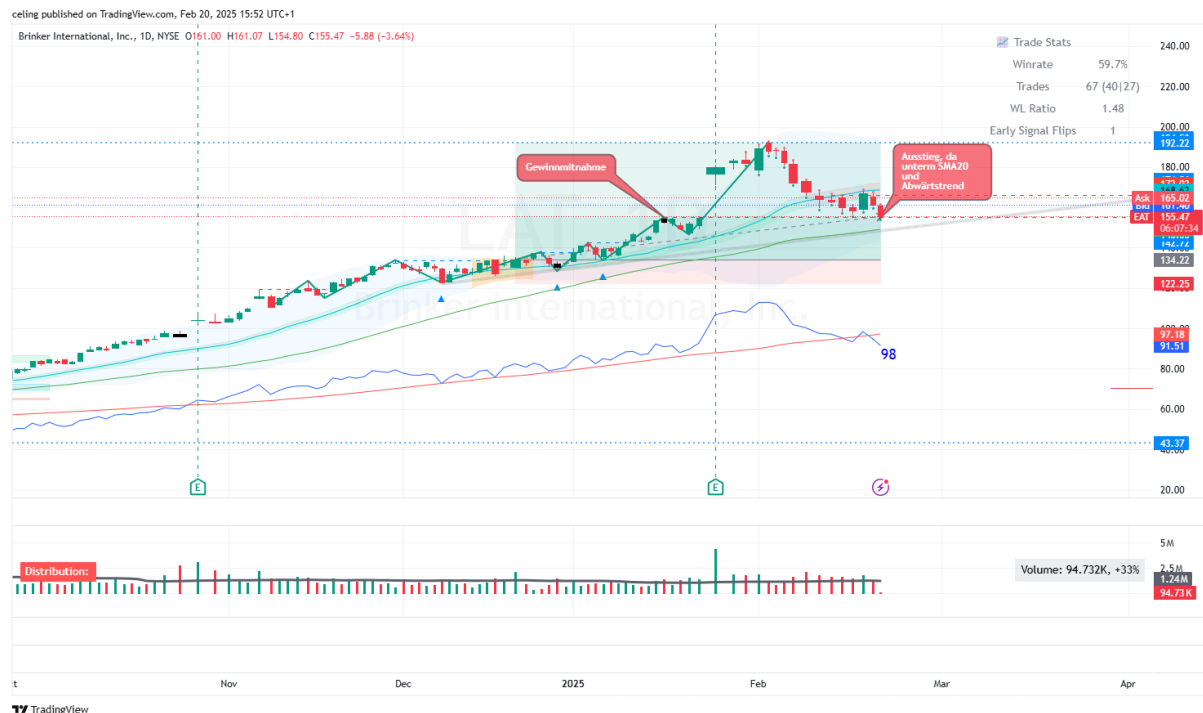 celing published on TradingView.com, Feb 20, 2025 15:52 UTC+1
Brinker International, Inc., 1D, NYSE O161.00 H161.07 L154.80 C155.47 -5.88 (-3.64%)
Trade Stats
Winrate 59.7%
Trades 67 (40|27)
WL Ratio 1.48
Early Signal Flips 1
240.00
220.00
200.00
192.22
180.00
Gewinnmitnahme
Ausstieg, da
unterm SMA20
und
Abwärtstrend
Ask 165.02
EAT 155.47
06:07:34
142.72
134.22
122.25
Brinker International, Inc.
97.18
91.51
98
80.00
60.00
43.37
40.00
20.00
E
E
5M
Distribution:
Volume: 94.732K, +33%
2.5M
1.24M
94.73K
Nov Dec 2025 Feb Mar Apr
TradingView